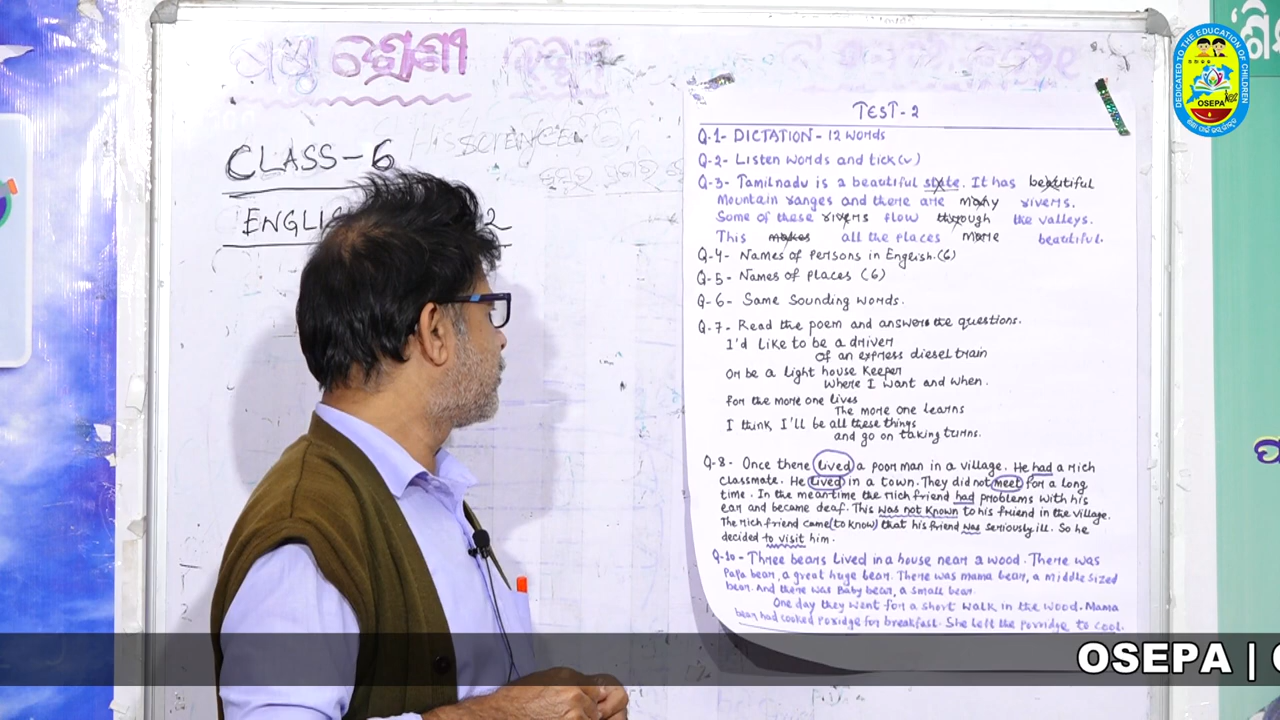 ଶ୍ରେଣୀ
CLASS-6
ENGLIS 2
TEST-2
Q-1- DICTATION - 12 words
Q-2- Listen words and tick(✓)
Q-3- Tamilnadu is a beautiful state. It has beautiful
Mountain ranges and there are many rivers.
Some of these rivers flow through the valleys.
This makes all the places more beautiful.
Q-4- Names of persons in English.(6)
Q-5- Names of places (6)
Q-6- Same Sounding words.
Q-7- Read the poem and answer the questions.
I'd like to be a driver
Of an express diesel train
Or be a light house keeper
Where I want and when.
For the more one lives
The more one learns
I think, I'll be all these things
and go on taking turns.
Q-8- Once there lived a poor man in a village. He had a rich
classmate. He lived in a town. They did not meet for a long
time. In the meantime the rich friend had problems with his
ear and became deaf. This was not known to his friend in the village.
The rich friend came (to know) that his friend was seriously ill. So he
decided to visit him.
Q-10- Three bears lived in a house near a wood. There was
Papa bear, a great huge bear. There was mama bear, a middle sized
bear. And there was Baby bear, a small bear.
One day they went for a short walk in the wood. Mama
bear had cooked poridge for breakfast. She left the porridge to cool.
DEDICATED TO THE EDUCATION OF CHILDREN
OSEPA
OSEPA |